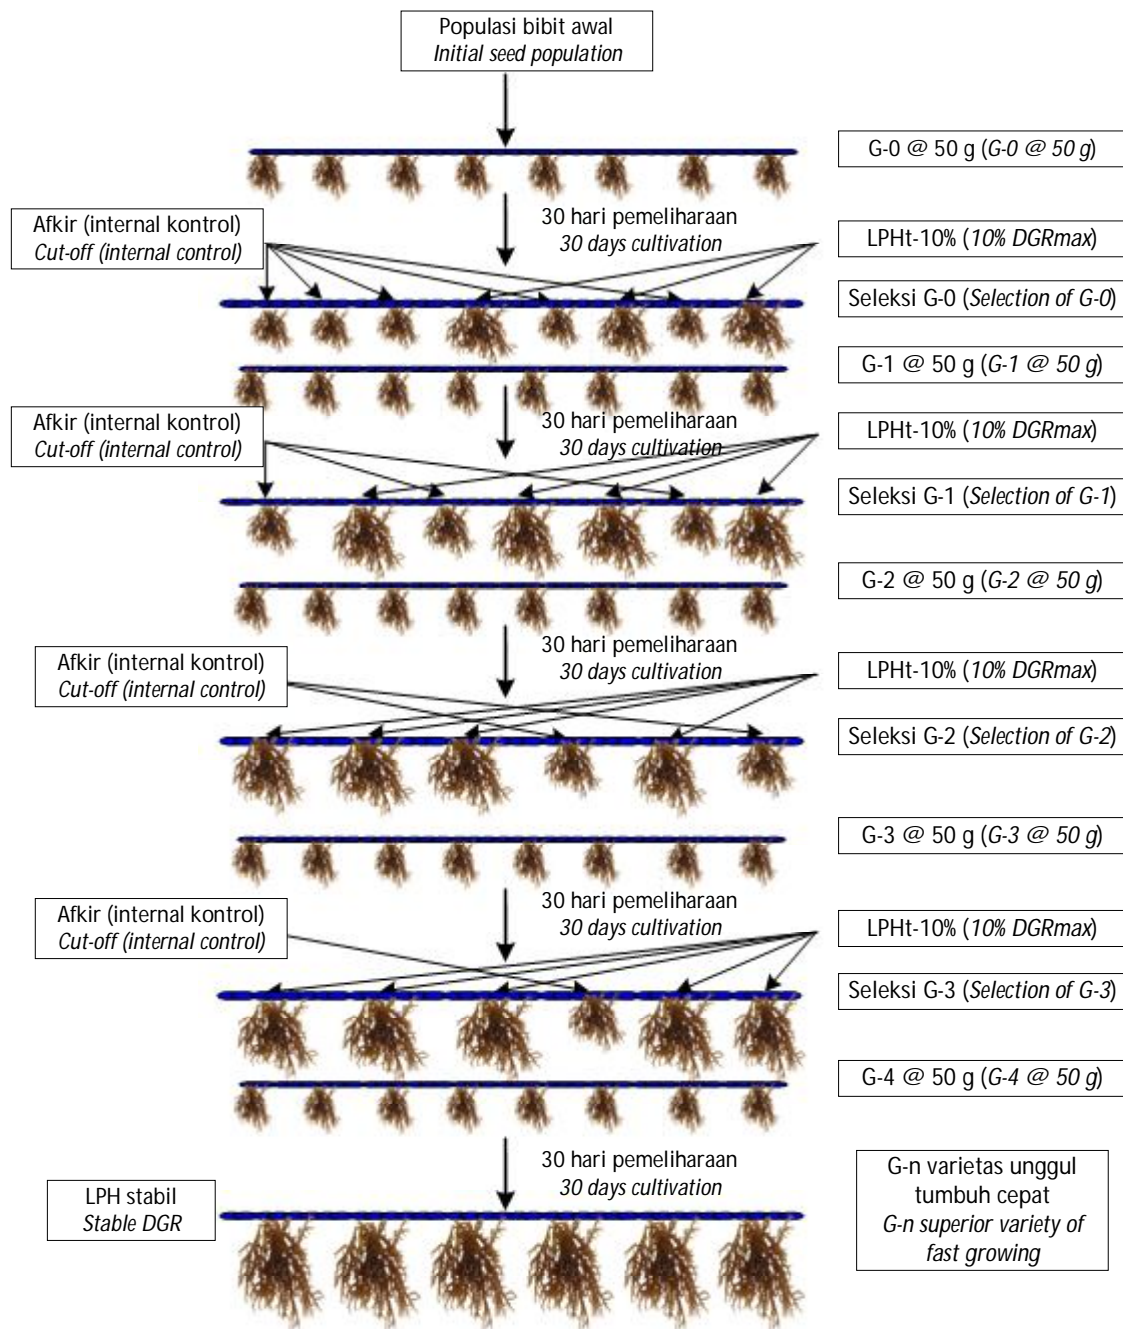 Populasi bibit awal
Initial seed population
G-0 @ 50 g (G-0 @ 50 g)
Afkir (internal kontrol)
Cut-off (internal control)
30 hari pemeliharaan
30 days cultivation
LPHt-10% (10% DGRmax)
Seleksi G-0 (Selection of G-0)
G-1 @ 50 g (G-1 @ 50 g)
Afkir (internal kontrol)
Cut-off (internal control)
30 hari pemeliharaan
30 days cultivation
LPHt-10% (10% DGRmax)
Seleksi G-1 (Selection of G-1)
G-2 @ 50 g (G-2 @ 50 g)
Afkir (internal kontrol)
Cut-off (internal control)
30 hari pemeliharaan
30 days cultivation
LPHt-10% (10% DGRmax)
Seleksi G-2 (Selection of G-2)
G-3 @ 50 g (G-3 @ 50 g)
Afkir (internal kontrol)
Cut-off (internal control)
30 hari pemeliharaan
30 days cultivation
LPHt-10% (10% DGRmax)
Seleksi G-3 (Selection of G-3)
G-4 @ 50 g (G-4 @ 50 g)
30 hari pemeliharaan
30 days cultivation
LPH stabil
Stable DGR
G-n varietas unggul
tumbuh cepat
G-n superior variety of
fast growing